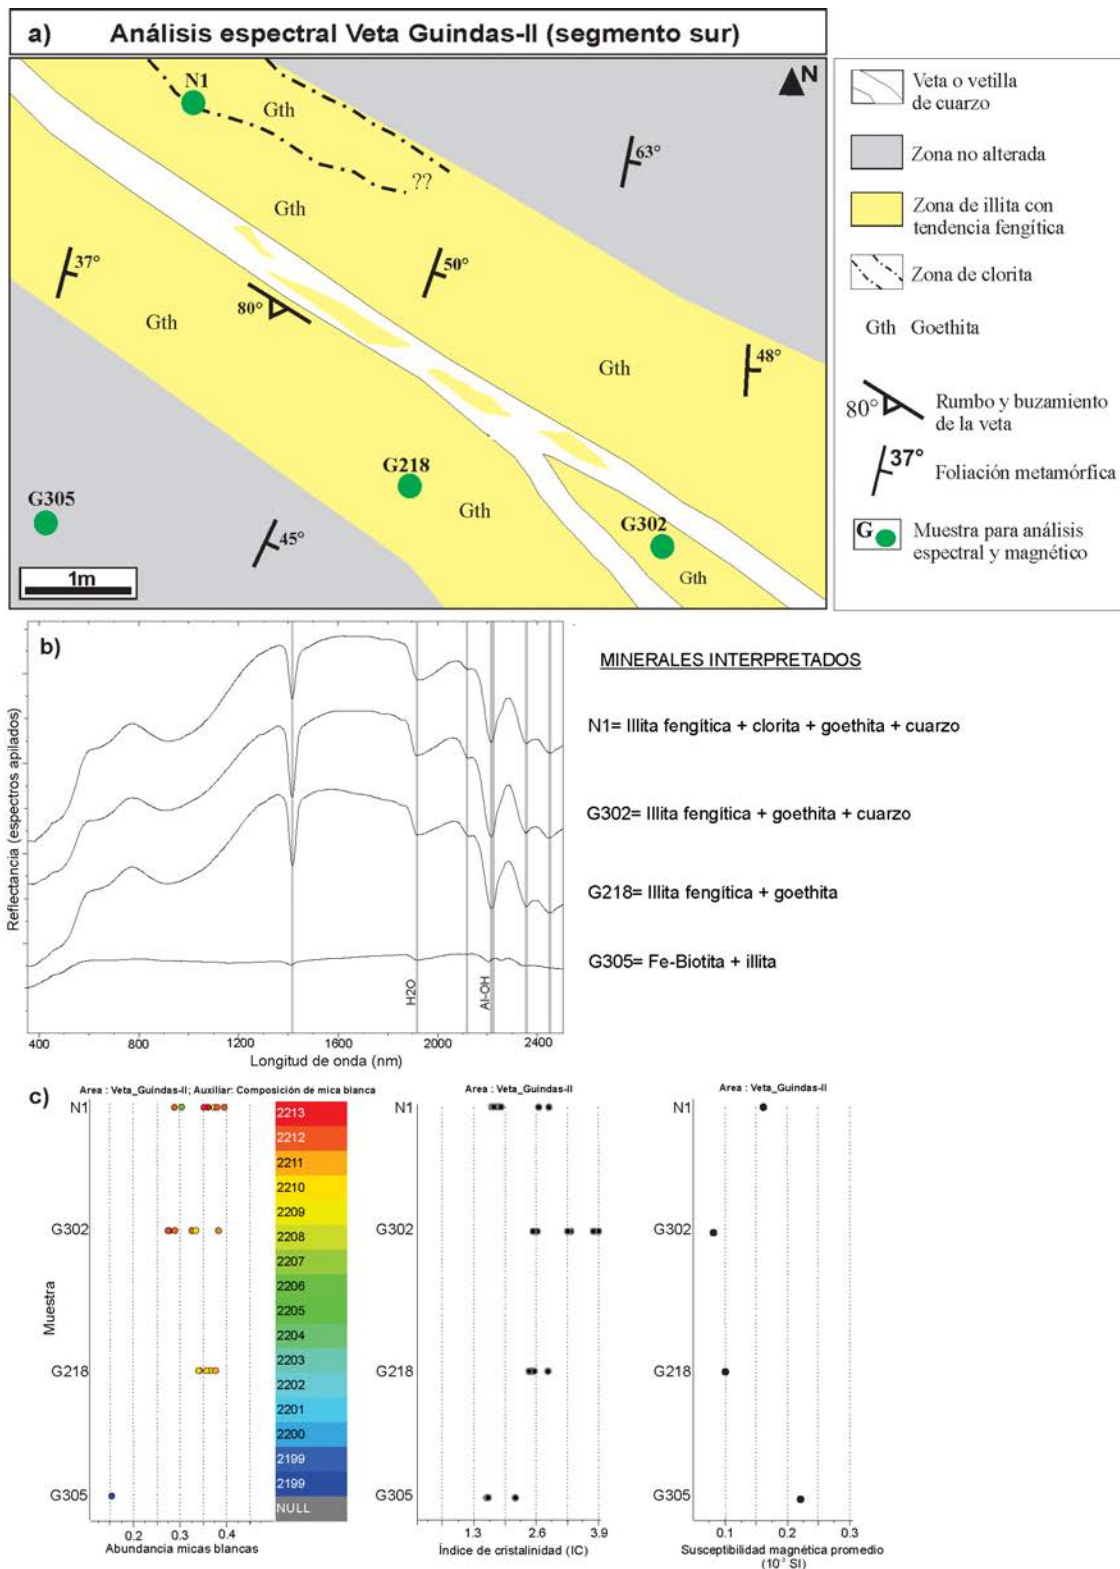 a) Análisis espectral Veta Guindas-II (segmento sur)
N1
Gth
N
63°
??
Gth
37°
50°
80°
Gth
48°
Gth
G218
G305
Gth
G302
45°
Gth
1m
Veta o vetilla
de cuarzo
Zona no alterada
Zona de illita con
tendencia fengítica
Zona de clorita
Gth Goethita
80°
Rumbo y buzamiento
de la veta
37°
Foliación metamórfica
G
Muestra para análisis
espectral y magnético
b)
Reflectancia (espectros apilados)
H2O
Al-OH
400 800 1200 1600 2000 2400
Longitud de onda (nm)
MINERALES INTERPRETADOS
N1= Illita fengítica + clorita + goethita + cuarzo
G302= Illita fengítica + goethita + cuarzo
G218= Illita fengítica + goethita
G305= Fe-Biotita + illita
c)
Area : Veta_Guindas-II; Auxiliar: Composición de mica blanca
N1
G302
Muestra
G218
G305
0.2 0.3 0.4
Abundancia micas blancas
2213
2212
2211
2210
2209
2208
2207
2206
2205
2204
2203
2202
2201
2200
2199
2199
NULL
Area : Veta_Guindas-II
N1
G302
G218
G305
1.3 2.6 3.9
Índice de cristalinidad (IC)
Area : Veta_Guindas-II
N1
G302
G218
G305
0.1 0.2 0.3
Susceptibilidad magnética promedio
(10⁻³ SI)